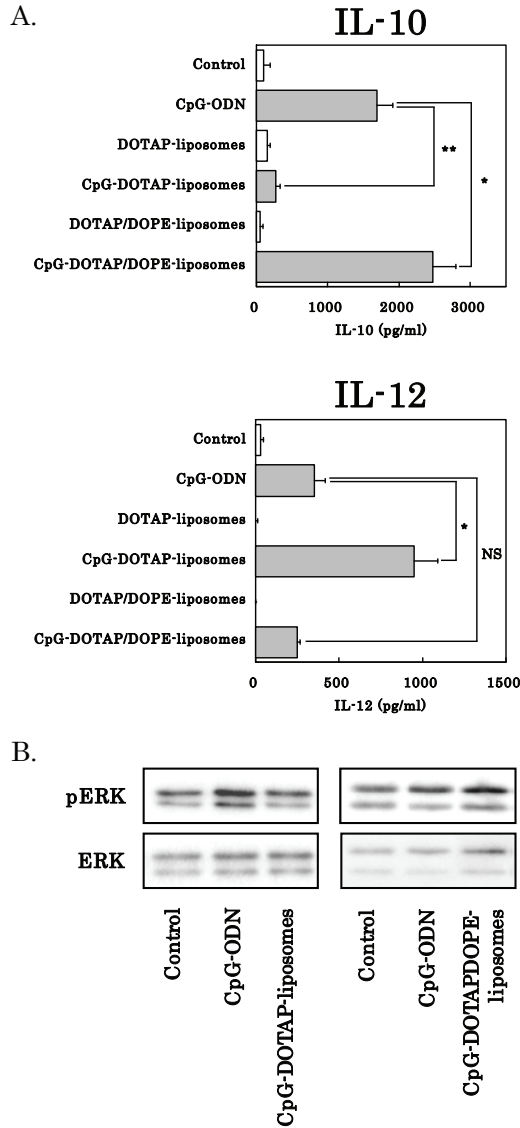 A.
IL-10
Control
CpG-ODN
DOTAP-liposomes
CpG-DOTAP-liposomes
DOTAP/DOPE-liposomes
CpG-DOTAP/DOPE-liposomes
**
*
0 1000 2000 3000
IL-10 (pg/ml)
IL-12
Control
CpG-ODN
DOTAP-liposomes
CpG-DOTAP-liposomes
DOTAP/DOPE-liposomes
CpG-DOTAP/DOPE-liposomes
*
NS
0 500 1000 1500
IL-12 (pg/ml)
B.
pERK
ERK
Control
CpG-ODN
CpG-DOTAP-liposomes
Control
CpG-ODN
CpG-DOTAPDOPE-
liposomes